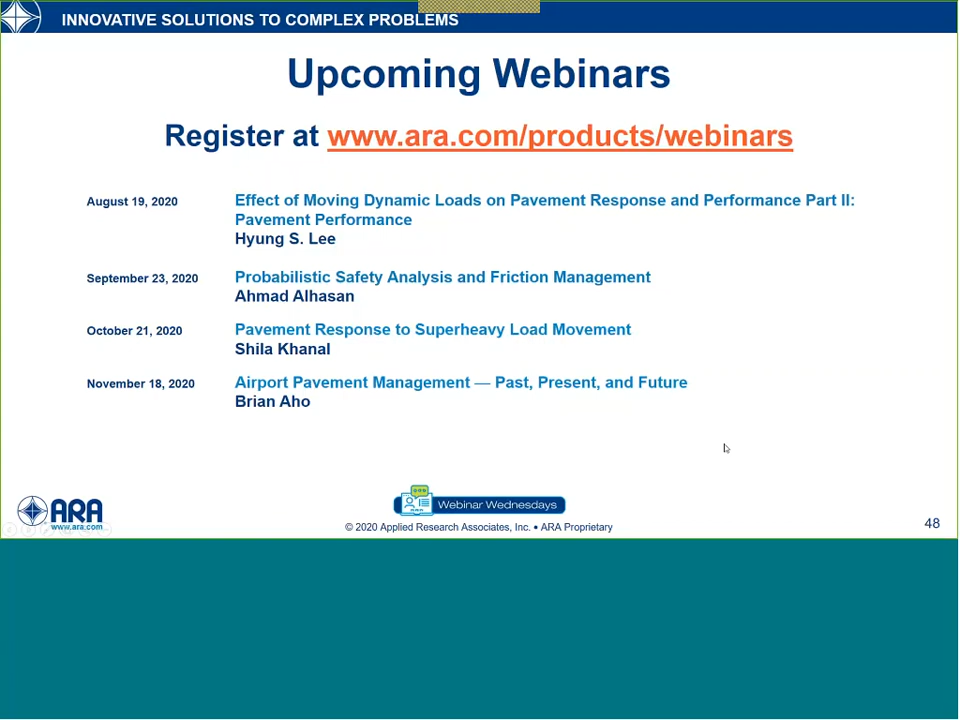 INNOVATIVE SOLUTIONS TO COMPLEX PROBLEMS
Upcoming Webinars
Register at www.ara.com/products/webinars
August 19, 2020
Effect of Moving Dynamic Loads on Pavement Response and Performance Part II:
Pavement Performance
Hyung S. Lee
September 23, 2020
Probabilistic Safety Analysis and Friction Management
Ahmad Alhasan
October 21, 2020
Pavement Response to Superheavy Load Movement
Shila Khanal
November 18, 2020
Airport Pavement Management — Past, Present, and Future
Brian Aho
ARA
www.ara.com
Webinar Wednesdays
© 2020 Applied Research Associates, Inc. • ARA Proprietary
48